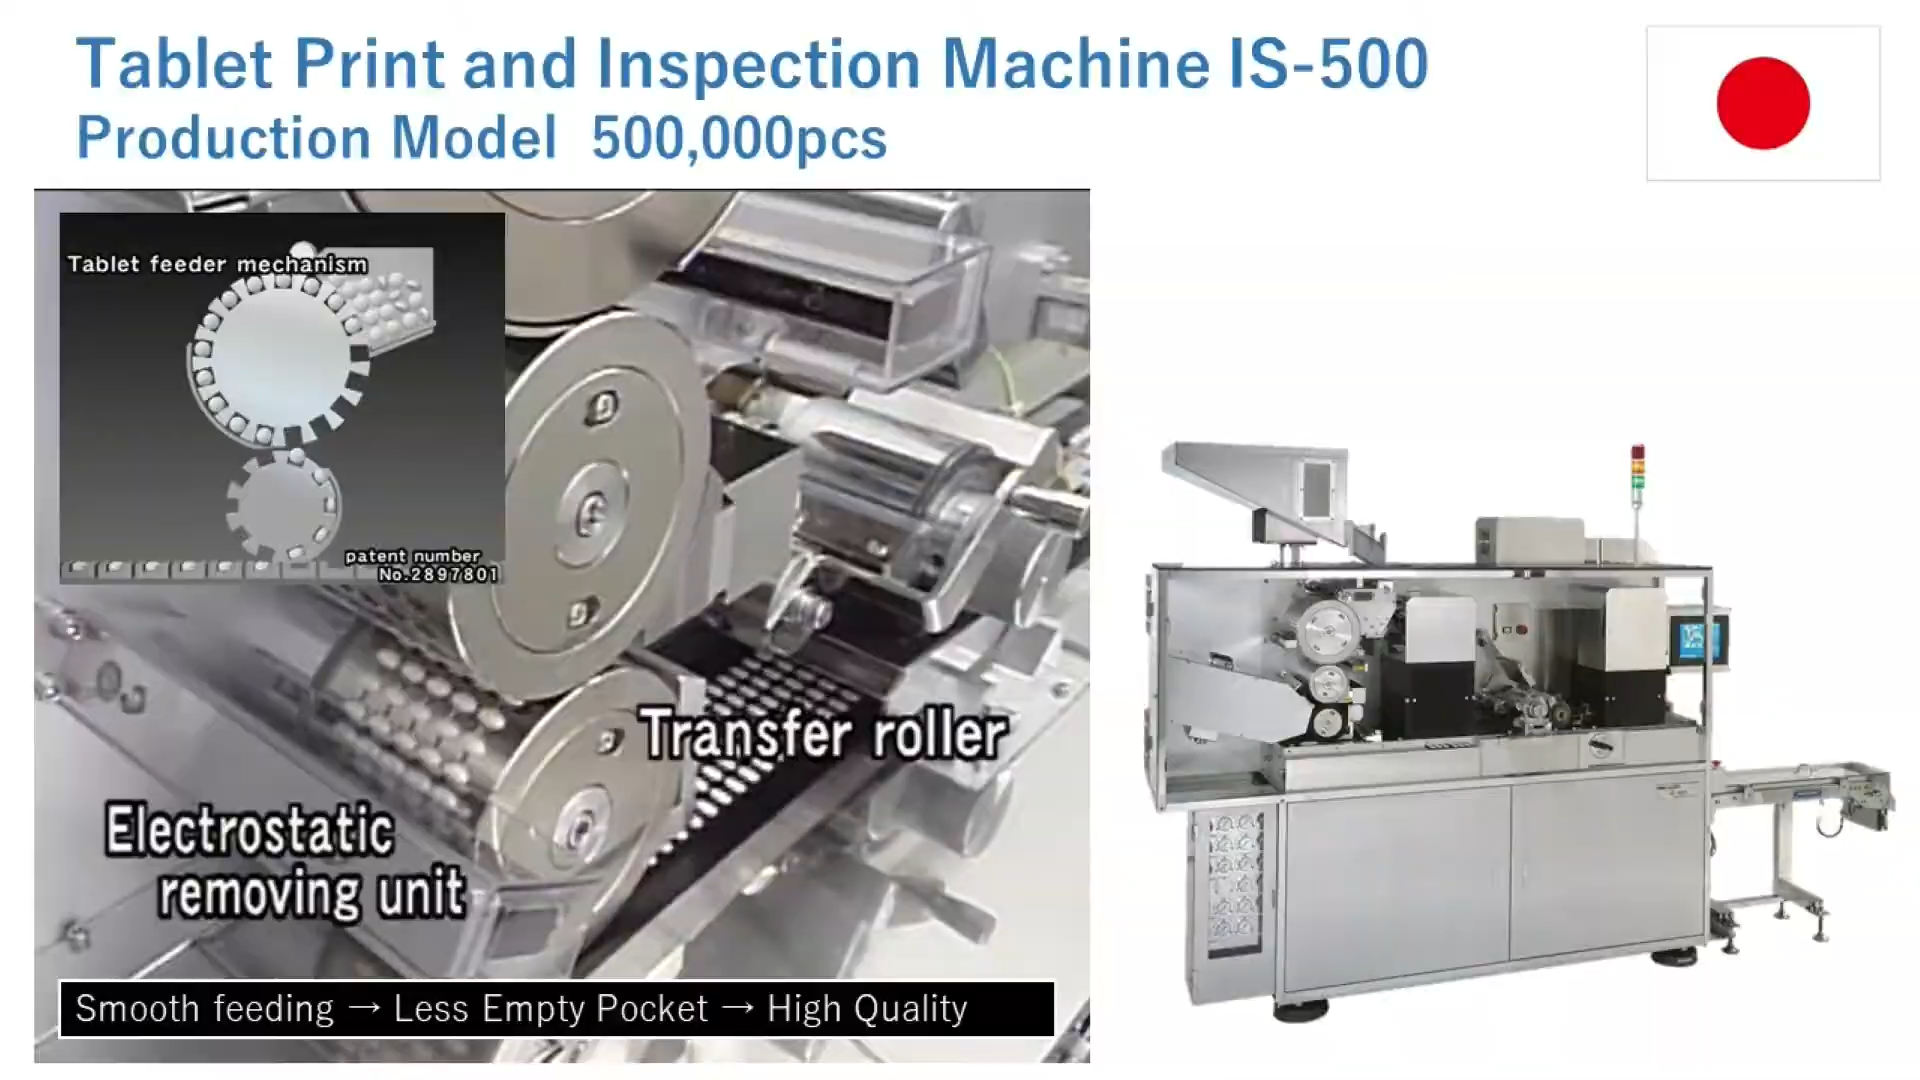 Tablet Print and Inspection Machine IS-500
Production Model 500,000pcs
Tablet feeder mechanism
patent number
No.2897801
Transfer roller
Electrostatic
removing unit
Smooth feeding → Less Empty Pocket → High Quality